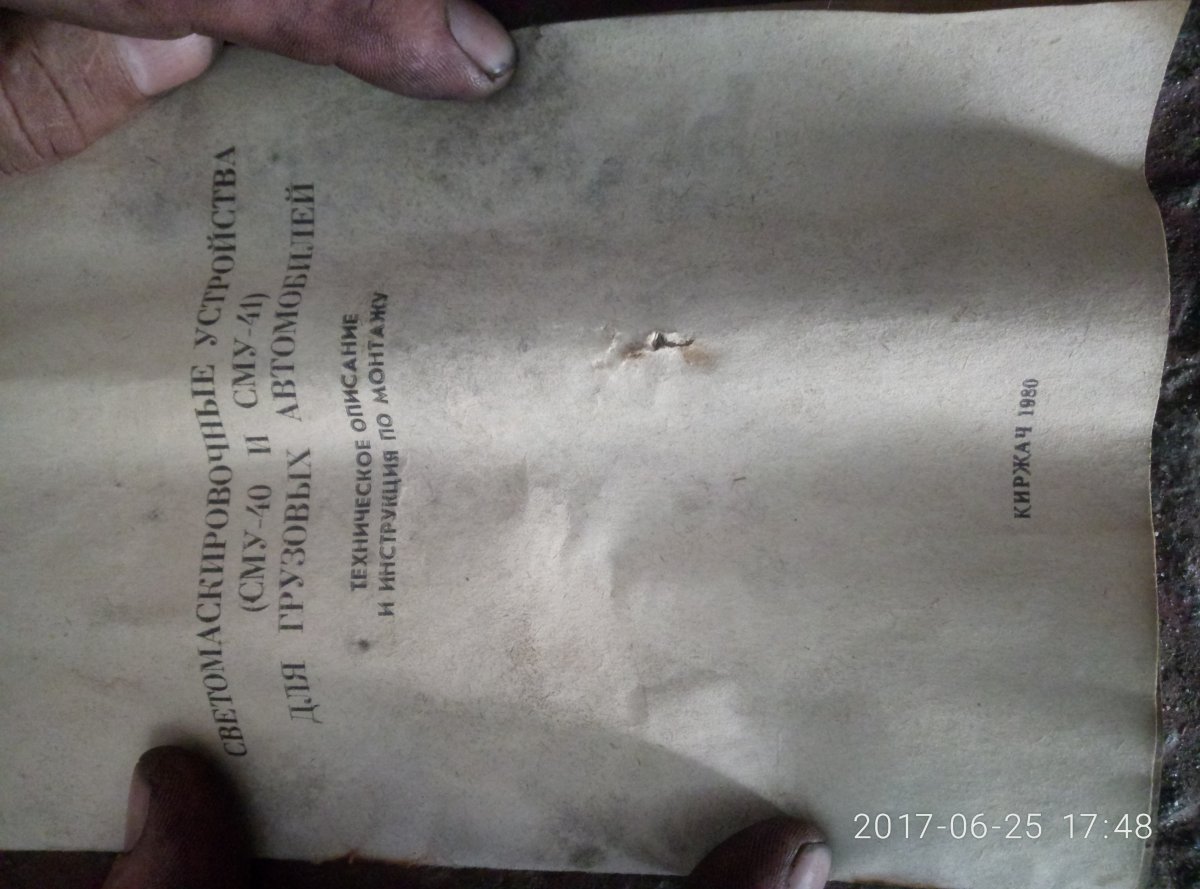 СВЕТОМАСКИРОВОЧНЫЕ УСТРОЙСТВА
(СМУ-40 И СМУ-41)
ДЛЯ ГРУЗОВЫХ АВТОМОБИЛЕЙ
ТЕХНИЧЕСКОЕ ОПИСАНИЕ
И ИНСТРУКЦИЯ ПО МОНТАЖУ
КИРЖАЧ 1980
2017-06-25 17:48